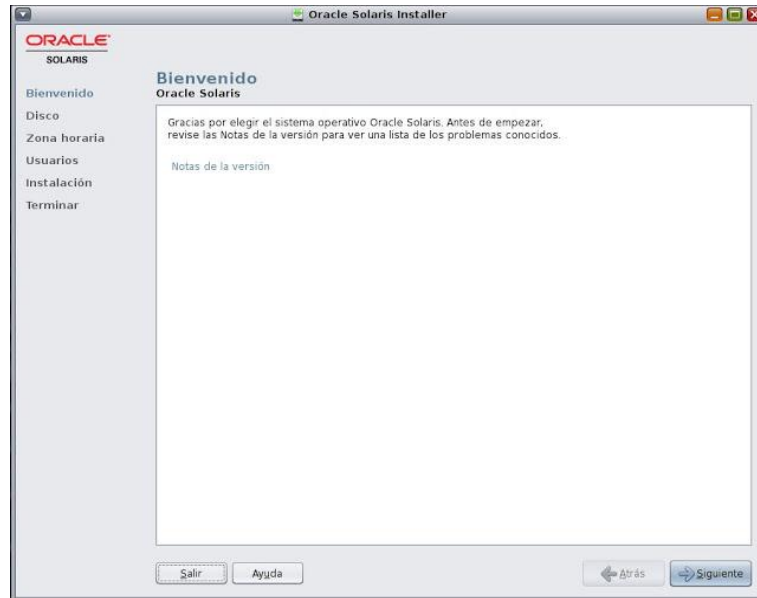 Oracle Solaris Installer
ORACLE
SOLARIS
Bienvenido
Disco
Zona horaria
Usuarios
Instalación
Terminar
Bienvenido
Oracle Solaris
Gracias por elegir el sistema operativo Oracle Solaris. Antes de empezar,
revise las Notas de la versión para ver una lista de los problemas conocidos.
Notas de la versión
Salir
Ayuda
Atrás
Siguiente